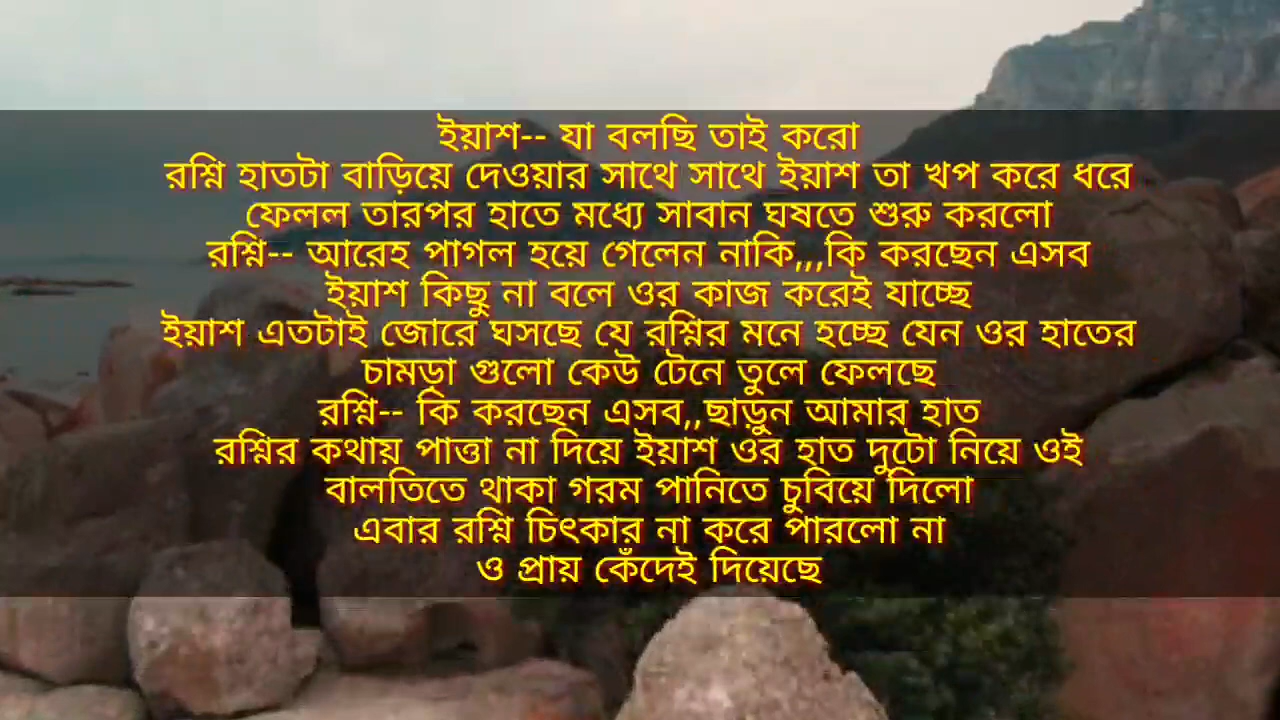 ইয়াশ-- যা বলছি তাই করো
রশ্নি হাতটা বাড়িয়ে দেওয়ার সাথে সাথে ইয়াশ তা খপ করে ধরে
ফেলল তারপর হাতে মধ্যে সাবান ঘষতে শুরু করলো
রশ্নি-- আরেহ পাগল হয়ে গেলেন নাকি,,,কি করছেন এসব
ইয়াশ কিছু না বলে ওর কাজ করেই যাচ্ছে
ইয়াশ এতটাই জোরে ঘসছে যে রশ্নির মনে হচ্ছে যেন ওর হাতের
চামড়া গুলো কেউ টেনে তুলে ফেলছে
রশ্নি-- কি করছেন এসব,,ছাড়ুন আমার হাত
রশ্নির কথায় পাত্তা না দিয়ে ইয়াশ ওর হাত দুটো নিয়ে ওই
বালতিতে থাকা গরম পানিতে চুবিয়ে দিলো
এবার রশ্নি চিৎকার না করে পারলো না
ও প্রায় কেঁদেই দিয়েছে